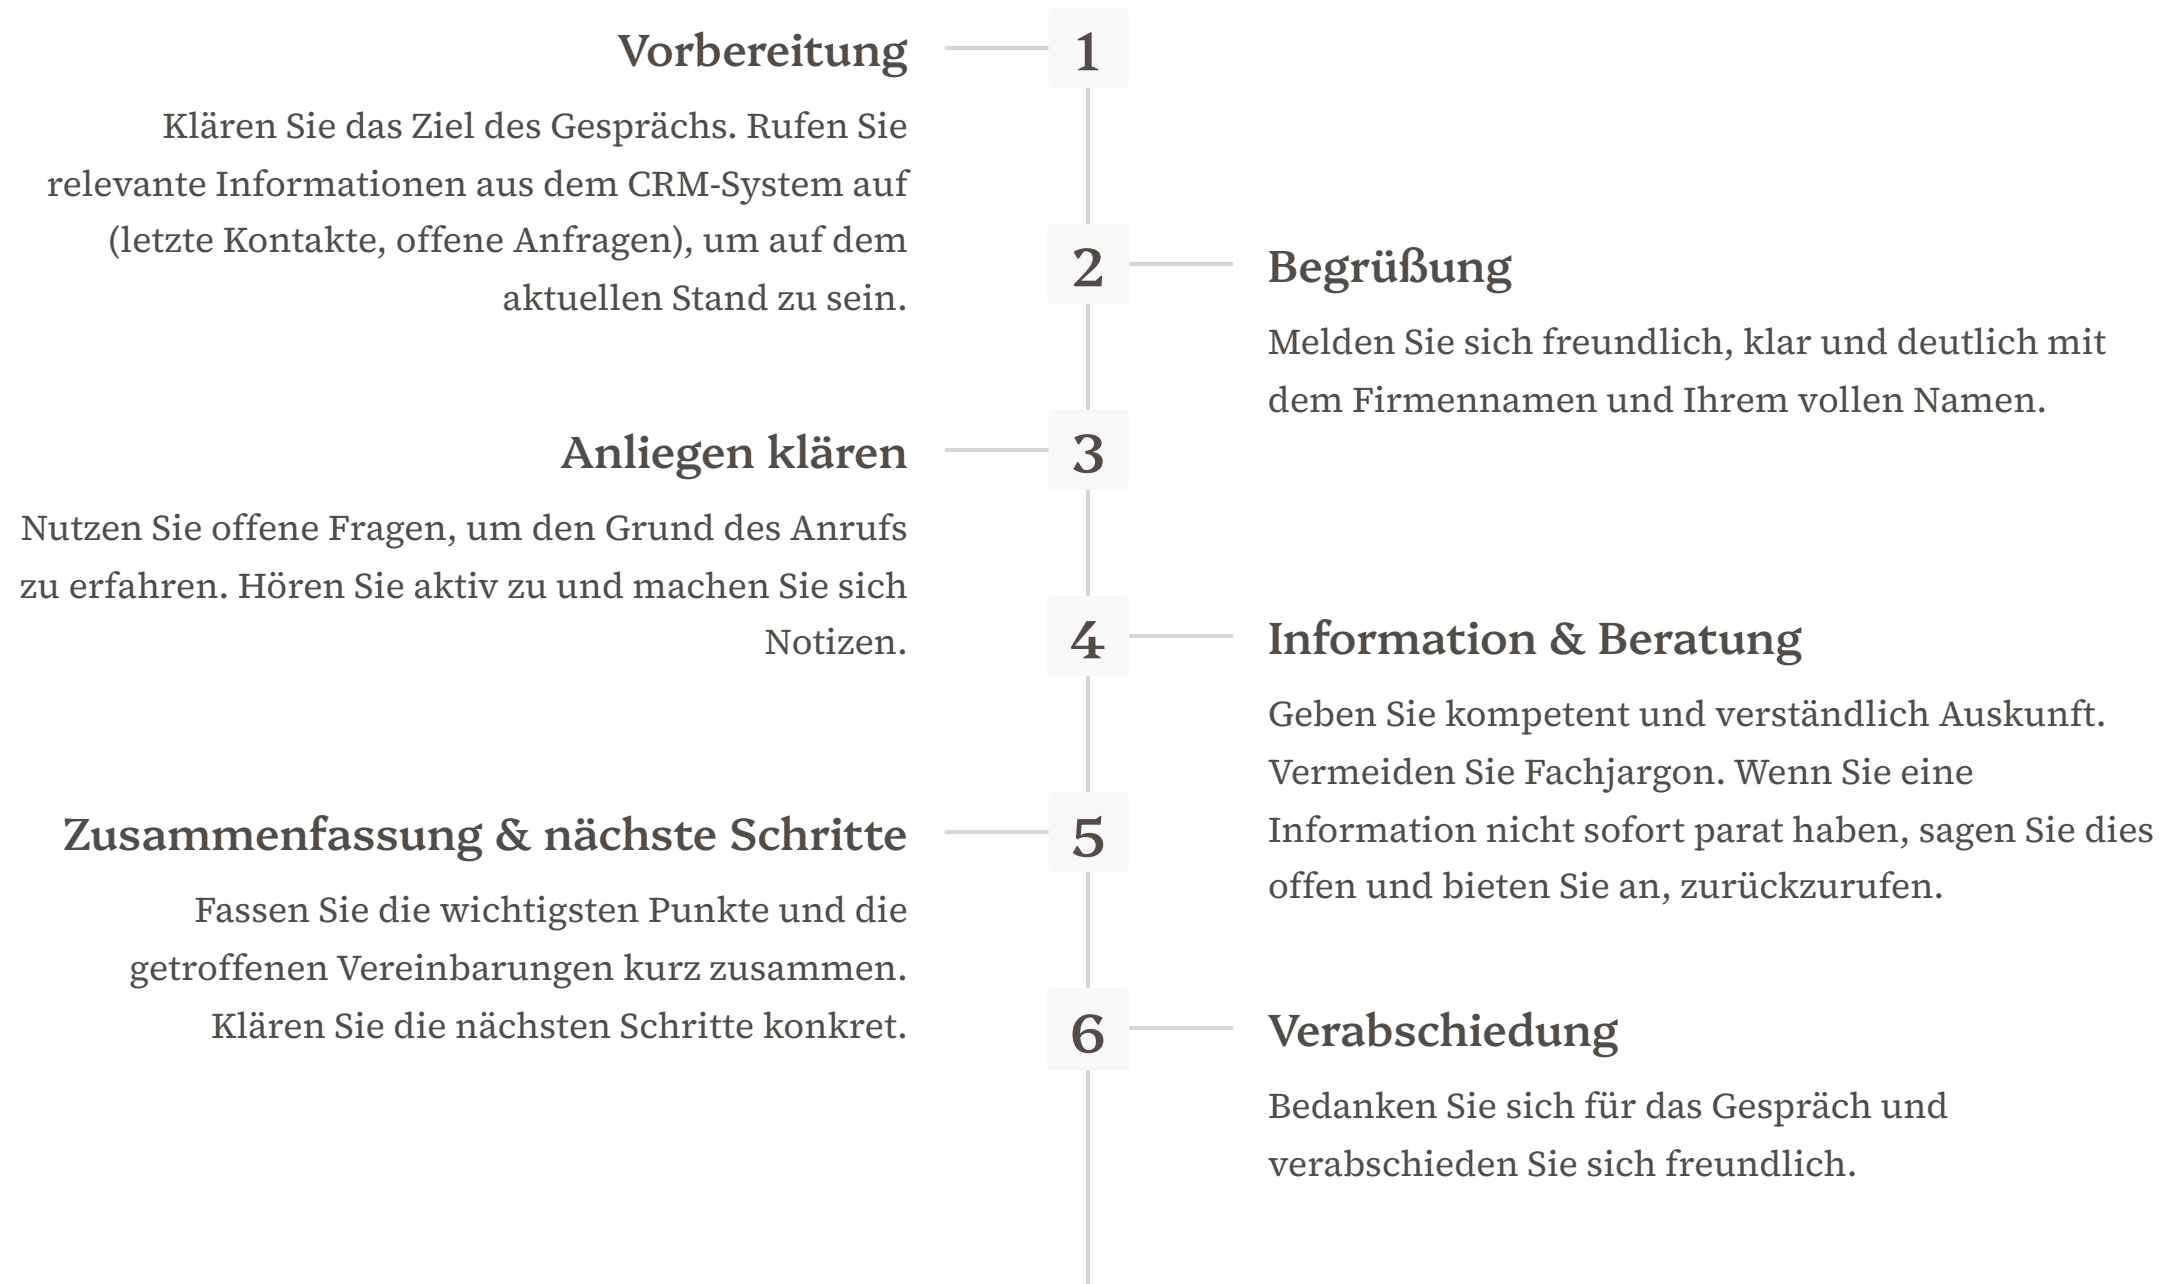 1
Vorbereitung
Klären Sie das Ziel des Gesprächs. Rufen Sie
relevante Informationen aus dem CRM-System auf
(letzte Kontakte, offene Anfragen), um auf dem
aktuellen Stand zu sein.
2
Begrüßung
Melden Sie sich freundlich, klar und deutlich mit
dem Firmennamen und Ihrem vollen Namen.
3
Anliegen klären
Nutzen Sie offene Fragen, um den Grund des Anrufs
zu erfahren. Hören Sie aktiv zu und machen Sie sich
Notizen.
4
Information & Beratung
Geben Sie kompetent und verständlich Auskunft.
Vermeiden Sie Fachjargon. Wenn Sie eine
Information nicht sofort parat haben, sagen Sie dies
offen und bieten Sie an, zurückzurufen.
5
Zusammenfassung & nächste Schritte
Fassen Sie die wichtigsten Punkte und die
getroffenen Vereinbarungen kurz zusammen.
Klären Sie die nächsten Schritte konkret.
6
Verabschiedung
Bedanken Sie sich für das Gespräch und
verabschieden Sie sich freundlich.